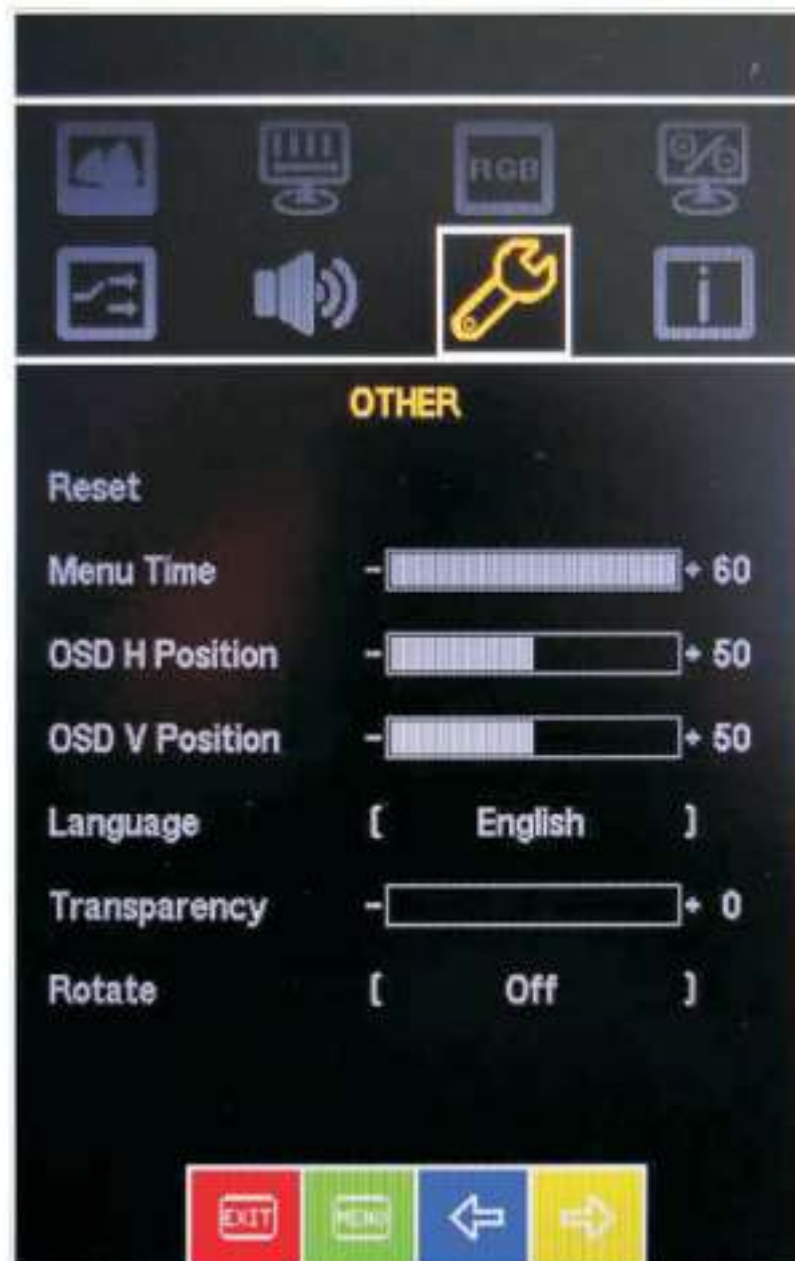 RGB
OTHER
Reset
Menu Time - + 60
OSD H Position - + 50
OSD V Position - + 50
Language [ English ]
Transparency - + 0
Rotate [ Off ]
EXIT MENU